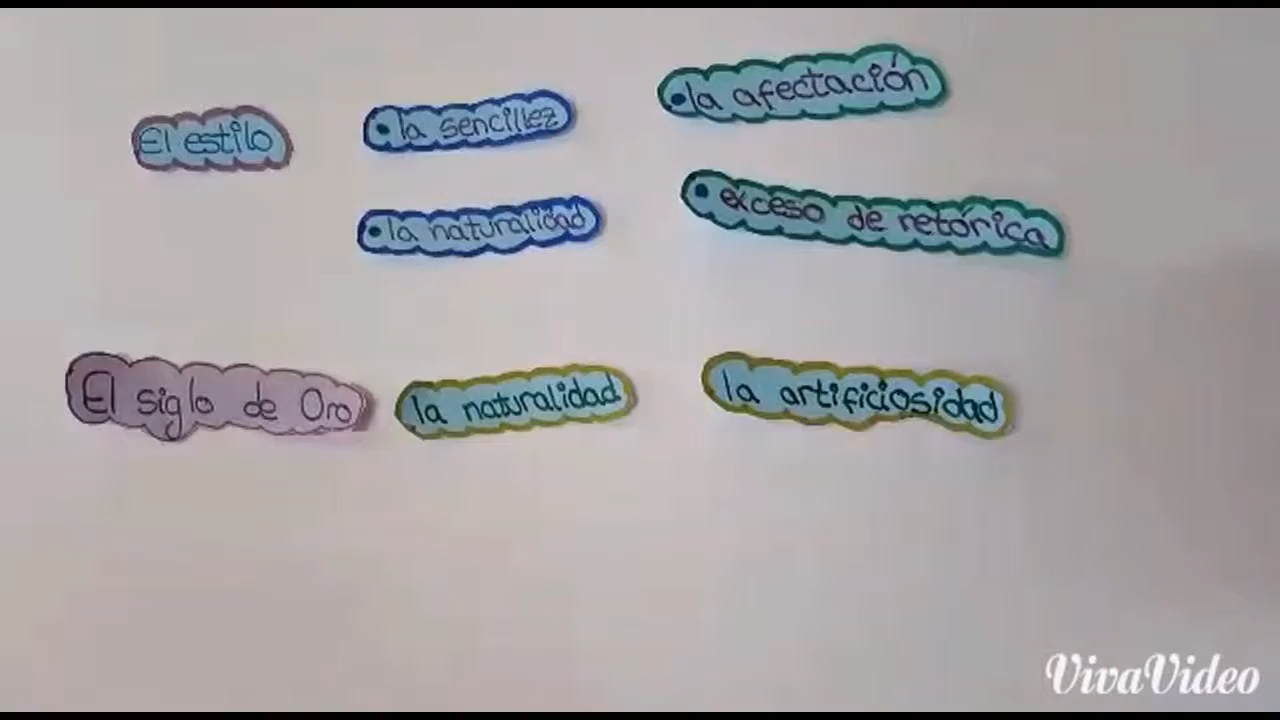 El estilo
• la sencillez
• la afectación
• la naturalidad
• exceso de retórica
El siglo de Oro
la naturalidad
la artificiosidad
VivaVideo